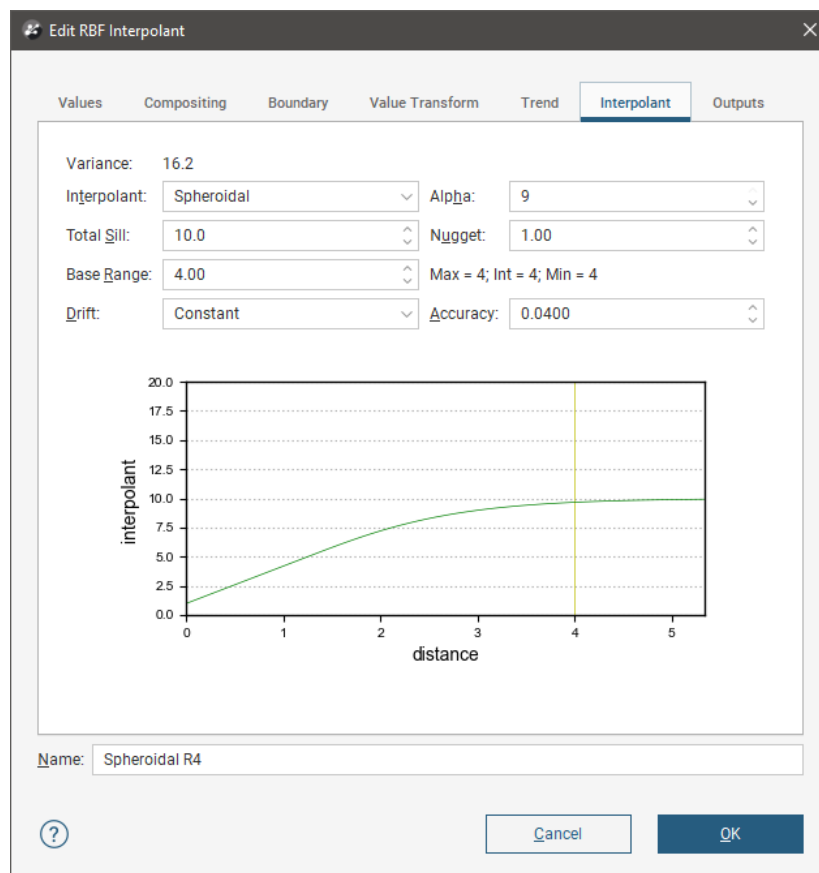 Edit RBF Interpolant
Values Compositing Boundary Value Transform Trend Interpolant Outputs
Variance: 16.2
Interpolant: Spheroidal Alpha: 9
Total Sill: 10.0 Nugget: 1.00
Base Range: 4.00 Max = 4; Int = 4; Min = 4
Drift: Constant Accuracy: 0.0400
20.0
17.5
15.0
12.5
10.0
7.5
5.0
2.5
0.0
interpolant
0 1 2 3 4 5
distance
Name: Spheroidal R4
? Cancel OK